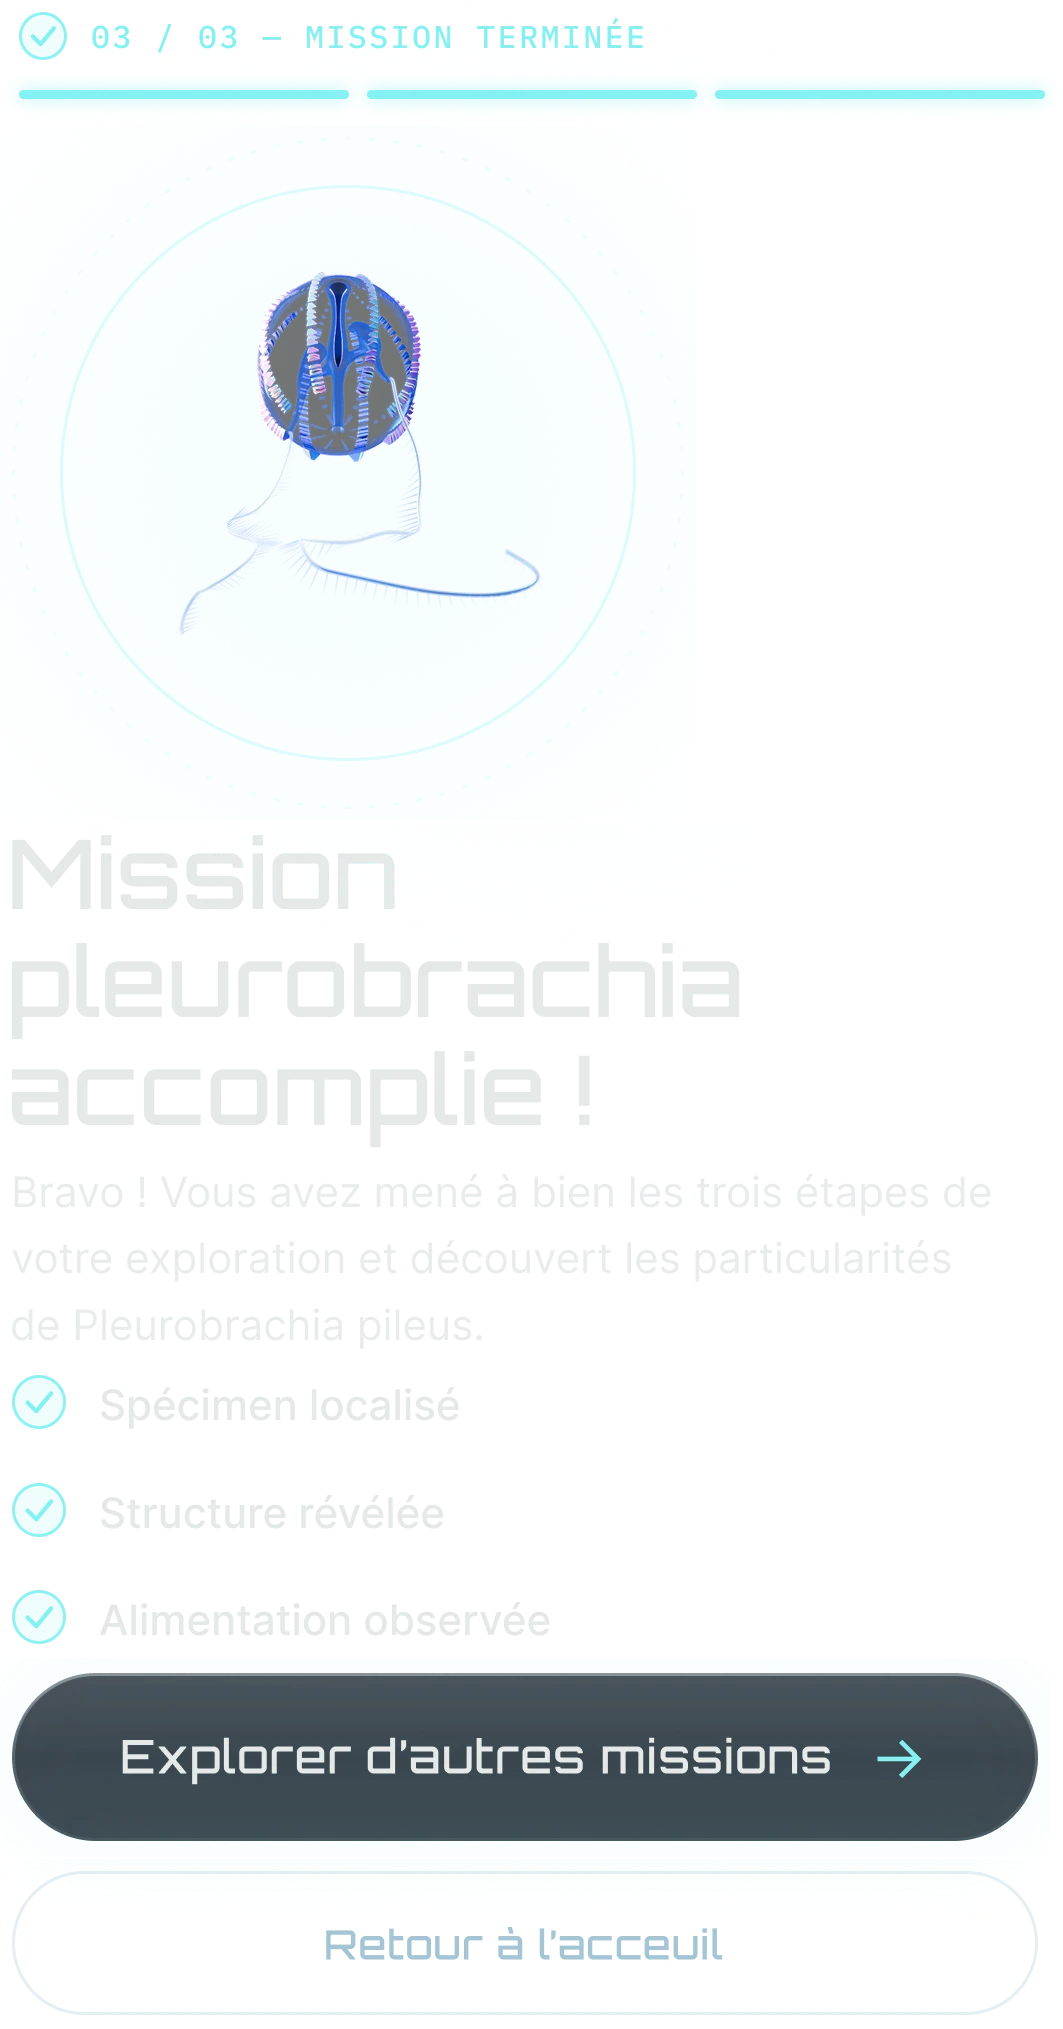 03 / 03 — MISSION TERMINÉE
Mission
pleurobrachia
accomplie !
Bravo ! Vous avez mené à bien les trois étapes de
votre exploration et découvert les particularités
de Pleurobrachia pileus.
Spécimen localisé
Structure révélée
Alimentation observée
Explorer d’autres missions →
Retour à l’acceuil